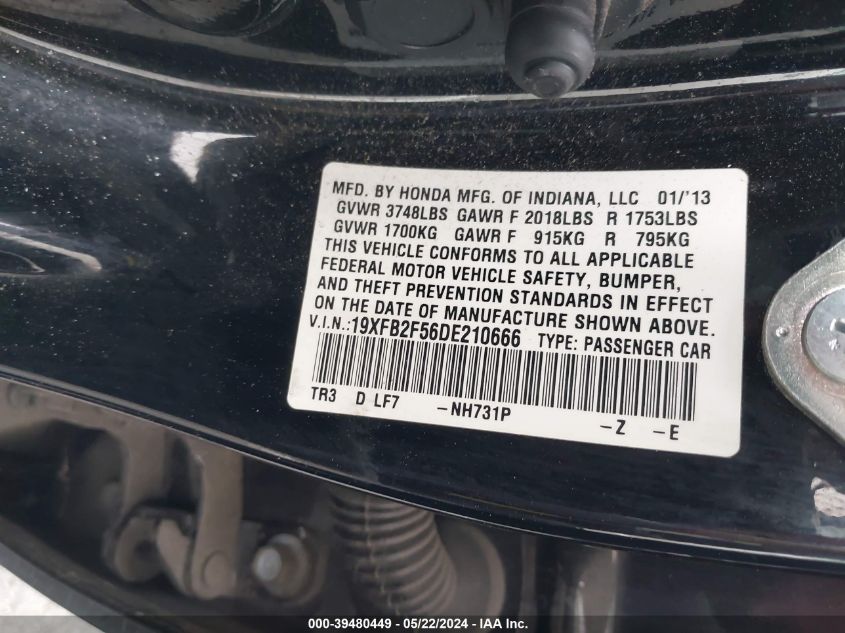 MFD. BY HONDA MFG. OF INDIANA, LLC 01/'13
GVWR 3748LBS GAWR F 2018LBS R 1753LBS
GVWR 1700KG GAWR F 915KG R 795KG
THIS VEHICLE CONFORMS TO ALL APPLICABLE
FEDERAL MOTOR VEHICLE SAFETY, BUMPER,
AND THEFT PREVENTION STANDARDS IN EFFECT
ON THE DATE OF MANUFACTURE SHOWN ABOVE.
V.I.N.:19XFB2F56DE210666 TYPE: PASSENGER CAR
TR3 D LF7 -NH731P -Z -E
000-39480449 - 05/22/2024 - IAA Inc.